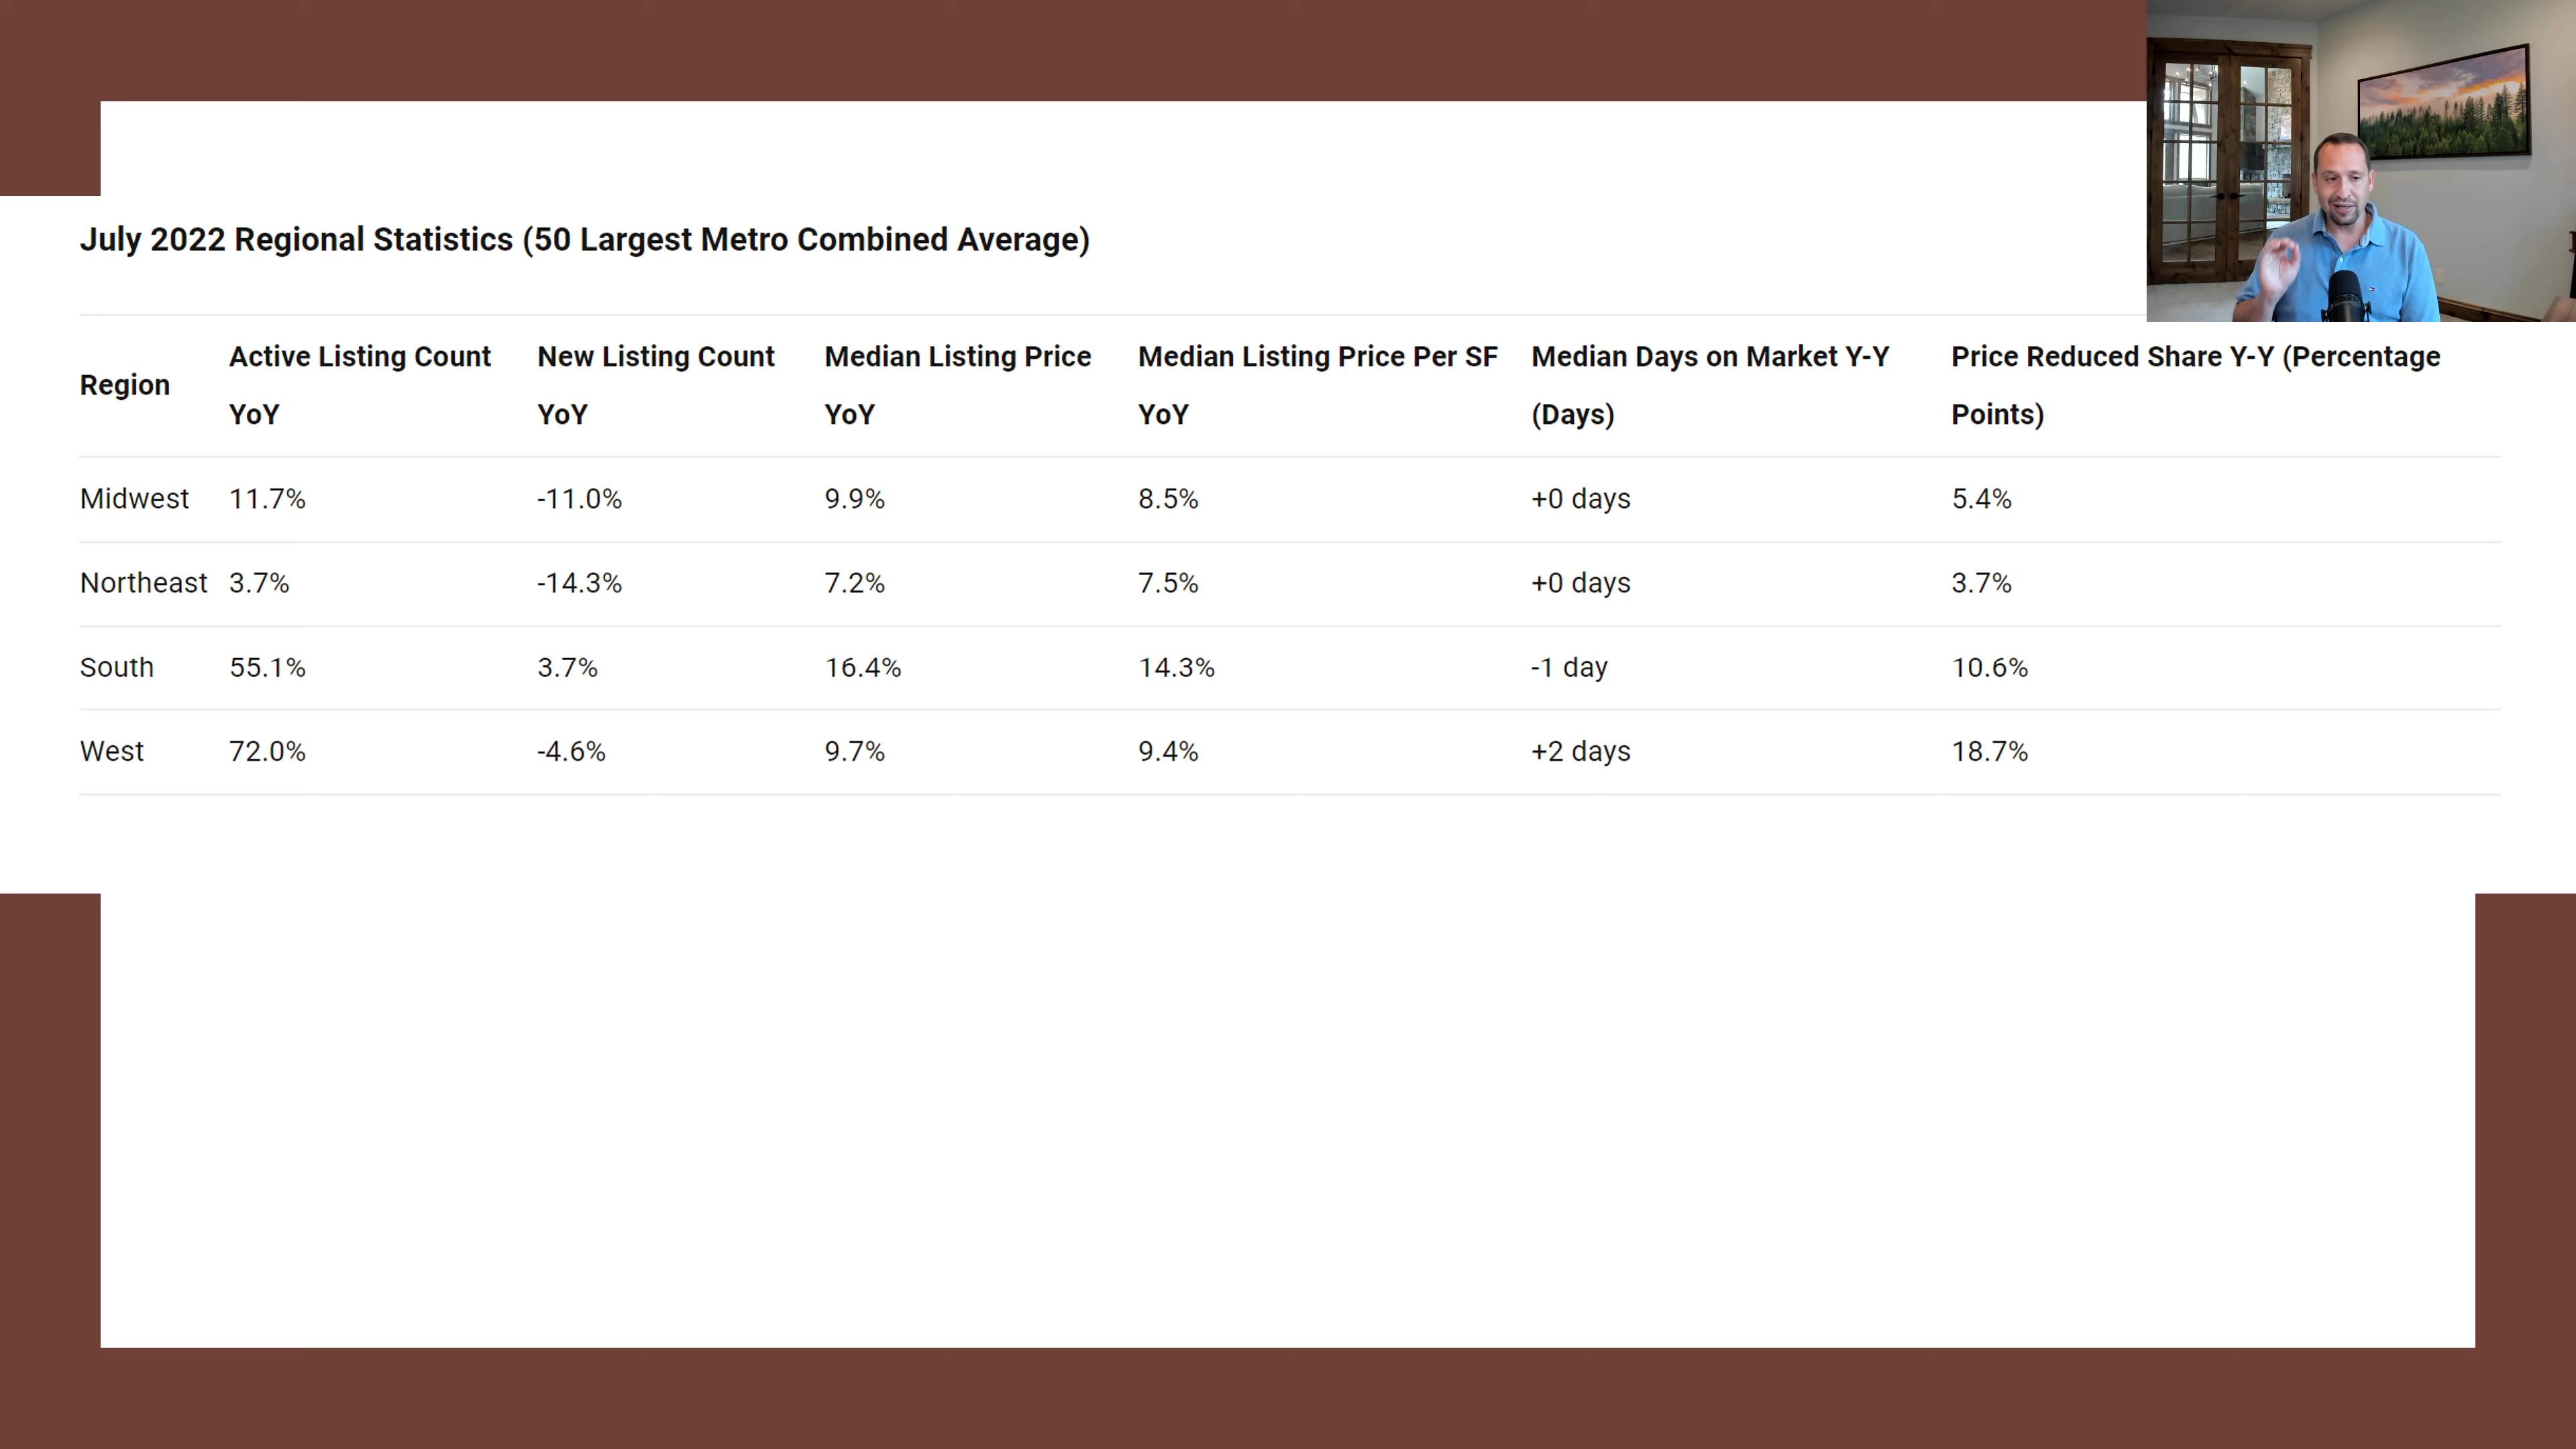 July 2022 Regional Statistics (50 Largest Metro Combined Average)
Region Active Listing Count YoY New Listing Count YoY Median Listing Price YoY Median Listing Price Per SF YoY Median Days on Market Y-Y (Days) Price Reduced Share Y-Y (Percentage Points)
Midwest 11.7% -11.0% 9.9% 8.5% +0 days 5.4%
Northeast 3.7% -14.3% 7.2% 7.5% +0 days 3.7%
South 55.1% 3.7% 16.4% 14.3% -1 day 10.6%
West 72.0% -4.6% 9.7% 9.4% +2 days 18.7%